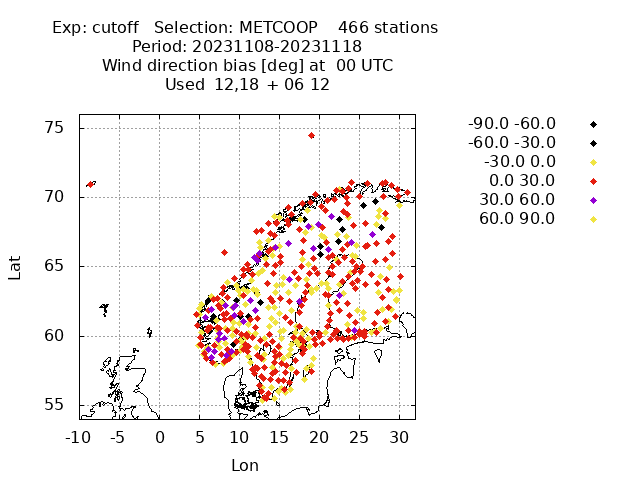 Exp: cutoff Selection: METCOOP 466 stations
Period: 20231108-20231118
Wind direction bias [deg] at 00 UTC
Used 12,18 + 06 12
-90.0 -60.0
-60.0 -30.0
-30.0 0.0
0.0 30.0
30.0 60.0
60.0 90.0
75
70
65
60
55
Lat
-10 -5 0 5 10 15 20 25 30
Lon